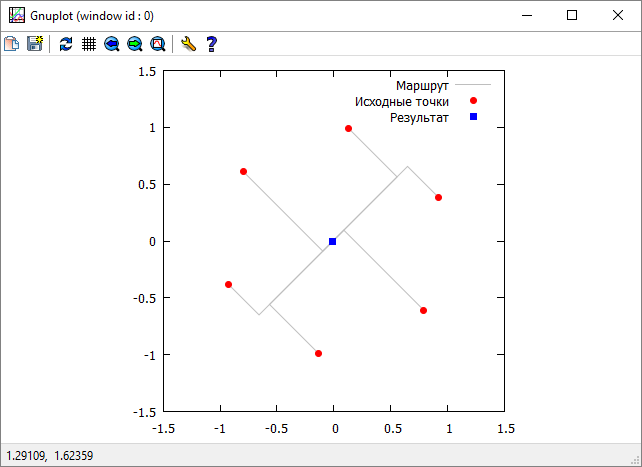 Gnuplot (window id : 0)
Маршрут
Исходные точки
Результат
1.5
1
0.5
0
-0.5
-1
-1.5
-1.5 -1 -0.5 0 0.5 1 1.5
1.29109, 1.62359